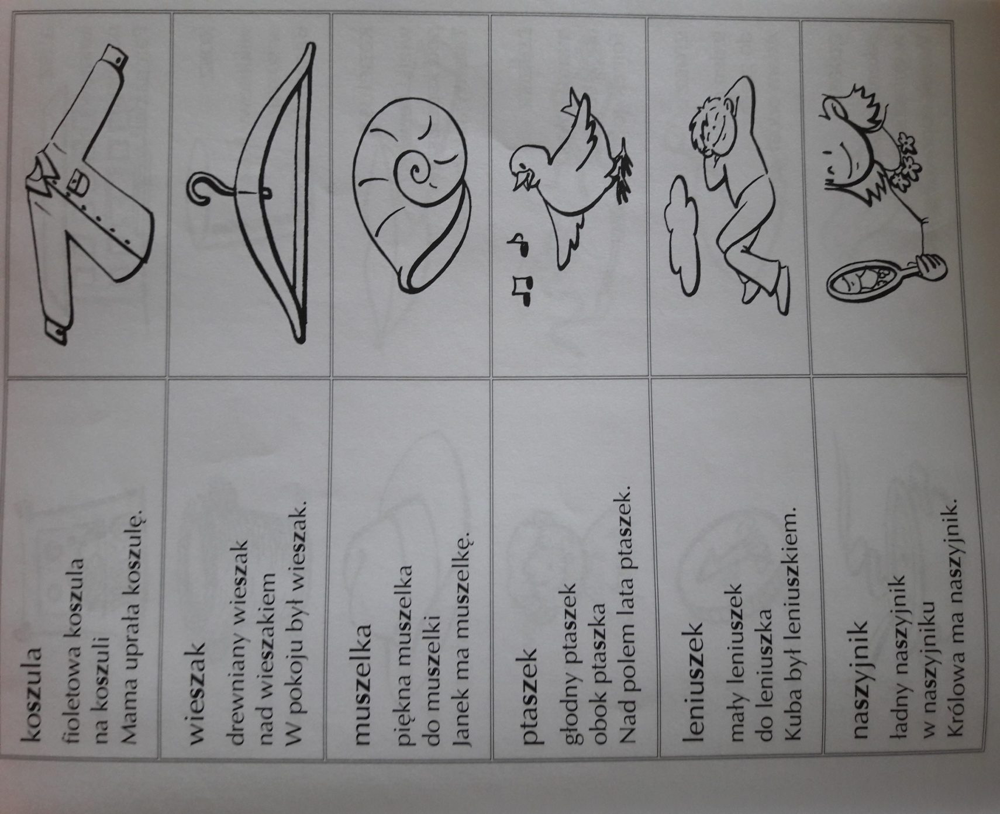 koszula
fioletowa koszula
na koszuli
Mama uprała koszulę.
wieszak
drewniany wieszak
nad wieszakiem
W pokoju był wieszak.
muszelka
piękna muszelka
do muszelki
Janek ma muszelkę.
ptaszek
głodny ptaszek
obok ptaszka
Nad polem lata ptaszek.
leniuszek
mały leniuszek
do leniuszka
Kuba był leniuszkiem.
naszyjnik
ładny naszyjnik
w naszyjniku
Królowa ma naszyjnik.